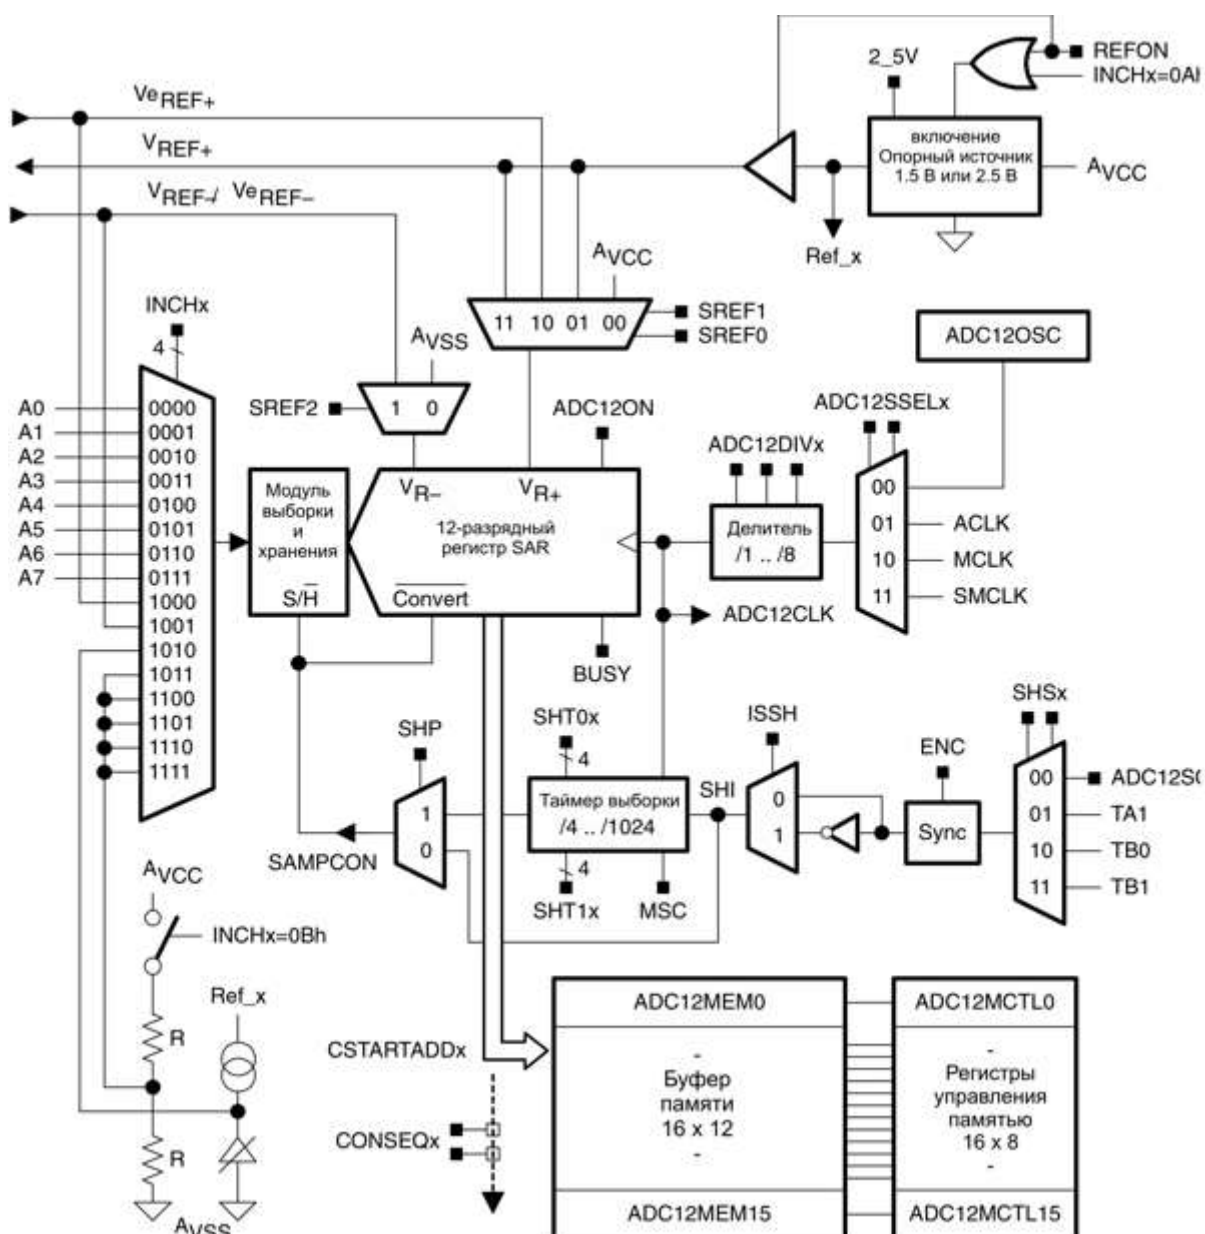 REFON
2_5V
INCHx=0Ah
VeREF+
VREF+
включение
Опорный источник
1.5 В или 2.5 В
AVCC
VREF–/ VeREF–
Ref_x
AVCC
INCHx
4
11 10 01 00
SREF1
SREF0
ADC12OSC
AVSS
SREF2
1 0
ADC12ON
ADC12SSELx
A0 0000
A1 0001
A2 0010
A3 0011
A4 0100
A5 0101
A6 0110
A7 0111
1000
1001
1010
1011
1100
1101
1110
1111
ADC12DIVx
Модуль
выборки
и
хранения
S/H
VR–
VR+
12-разрядный
регистр SAR
Convert
Делитель
/1 .. /8
00
01 ACLK
10 MCLK
11 SMCLK
ADC12CLK
BUSY
SHP
SHT0x
4
ISSH
SHSx
ENC
1
0
SAMPCON
Таймер выборки
/4 .. /1024
SHI
0
1
Sync
00
01 TA1
10 TB0
11 TB1
4
SHT1x
MSC
AVCC
INCHx=0Bh
Ref_x
R
R
AVSS
CSTARTADDx
CONSEQx
ADC12MEM0
-
Буфер
памяти
16 x 12
-
ADC12MEM15
ADC12MCTL0
-
Регистры
управления
памятью
16 x 8
-
ADC12MCTL15